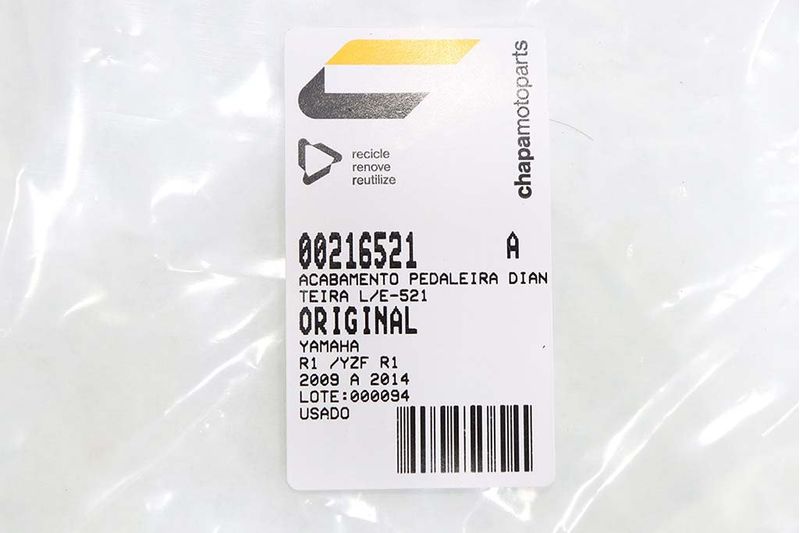 chapamotoparts
recicle
renove
reutilize
00216521 A
ACABAMENTO PEDALEIRA DIAN
TEIRA L/E-521
ORIGINAL
YAMAHA
R1 /YZF R1
2009 A 2014
LOTE:000094
USADO